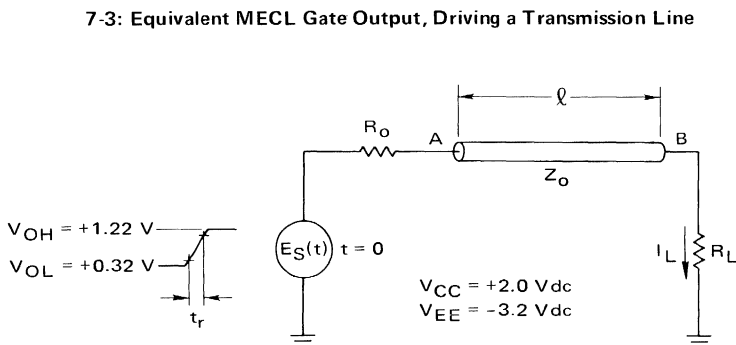 7-3: Equivalent MECL Gate Output, Driving a Transmission Line
ℓ
Ro
A
B
Zo
VOH = +1.22 V
VOL = +0.32 V
ES(t)
t = 0
IL
RL
VCC = +2.0 Vdc
VEE = -3.2 Vdc
tr